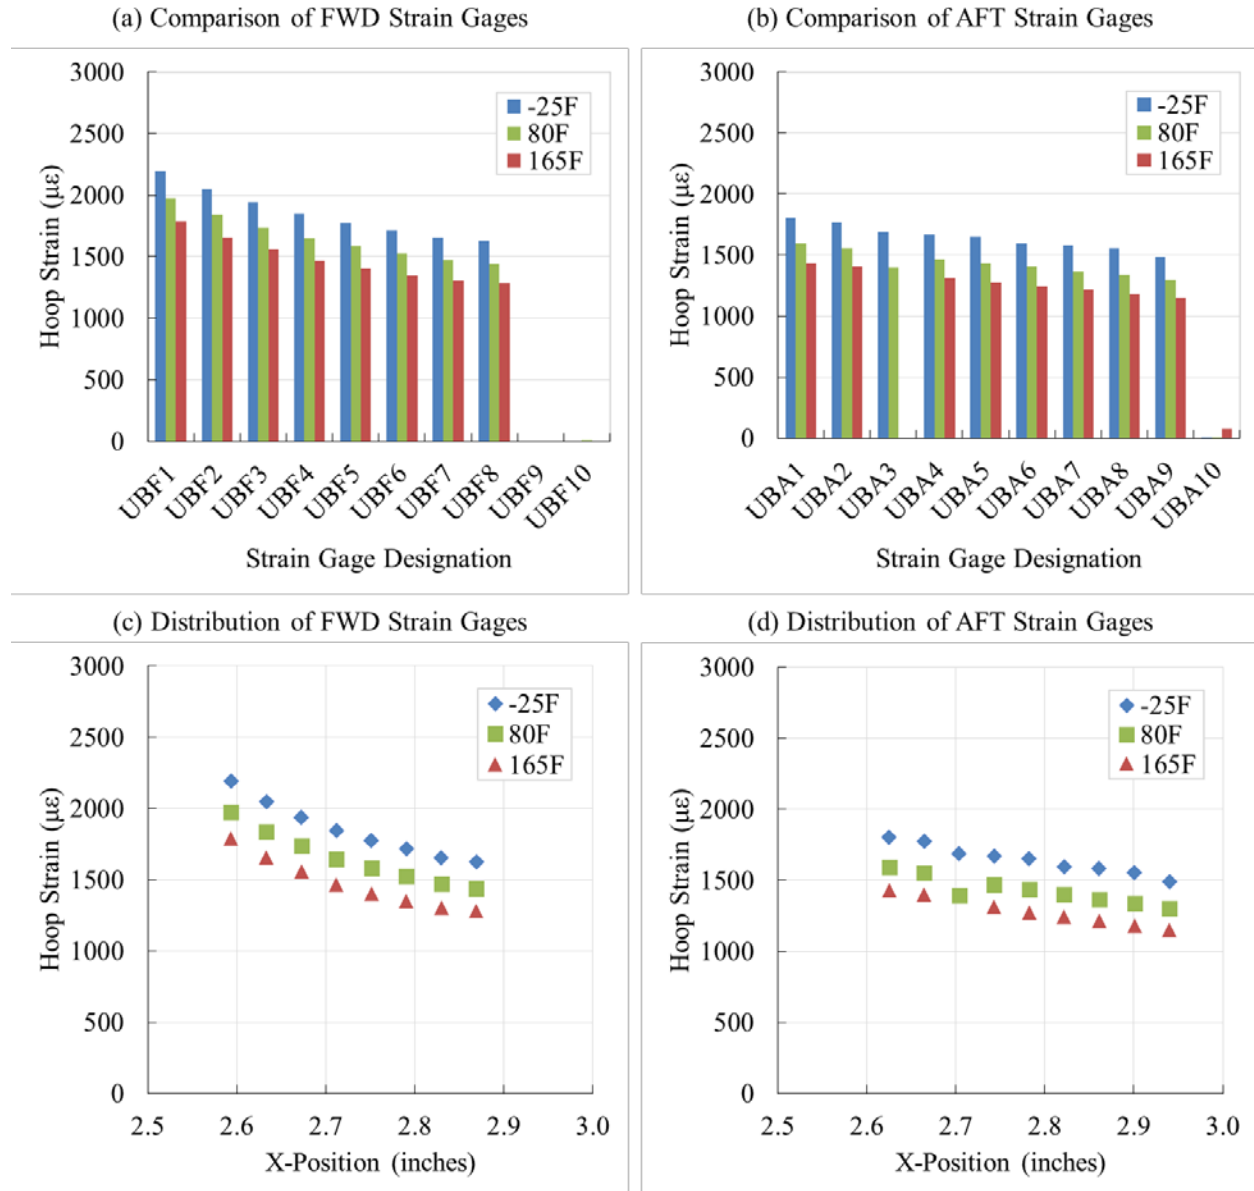 (a) Comparison of FWD Strain Gages
3000
2500
2000
1500
1000
500
0
Hoop Strain (με)
-25F
80F
165F
UBF1
UBF2
UBF3
UBF4
UBF5
UBF6
UBF7
UBF8
UBF9
UBF10
Strain Gage Designation
(b) Comparison of AFT Strain Gages
3000
2500
2000
1500
1000
500
0
Hoop Strain (με)
-25F
80F
165F
UBA1
UBA2
UBA3
UBA4
UBA5
UBA6
UBA7
UBA8
UBA9
UBA10
Strain Gage Designation
(c) Distribution of FWD Strain Gages
3000
2500
2000
1500
1000
500
0
Hoop Strain (με)
-25F
80F
165F
2.5 2.6 2.7 2.8 2.9 3.0
X-Position (inches)
(d) Distribution of AFT Strain Gages
3000
2500
2000
1500
1000
500
0
Hoop Strain (με)
-25F
80F
165F
2.5 2.6 2.7 2.8 2.9 3.0
X-Position (inches)